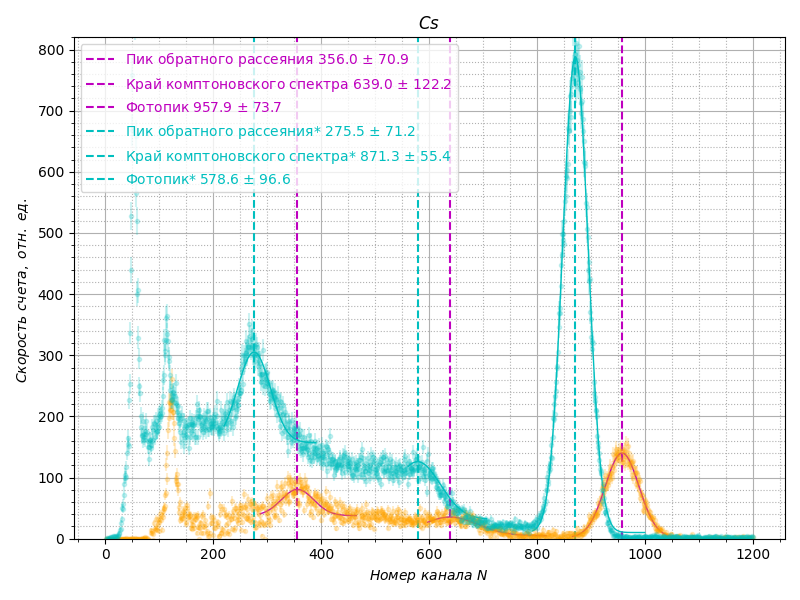 Cs
Пик обратного рассеяния 356.0 ± 70.9
Край комптоновского спектра 639.0 ± 122.2
Фотопик 957.9 ± 73.7
Пик обратного рассеяния* 275.5 ± 71.2
Край комптоновского спектра* 871.3 ± 55.4
Фотопик* 578.6 ± 96.6
Скорость счета, отн. ед.
800
700
600
500
400
300
200
100
0
0 200 400 600 800 1000 1200
Номер канала N